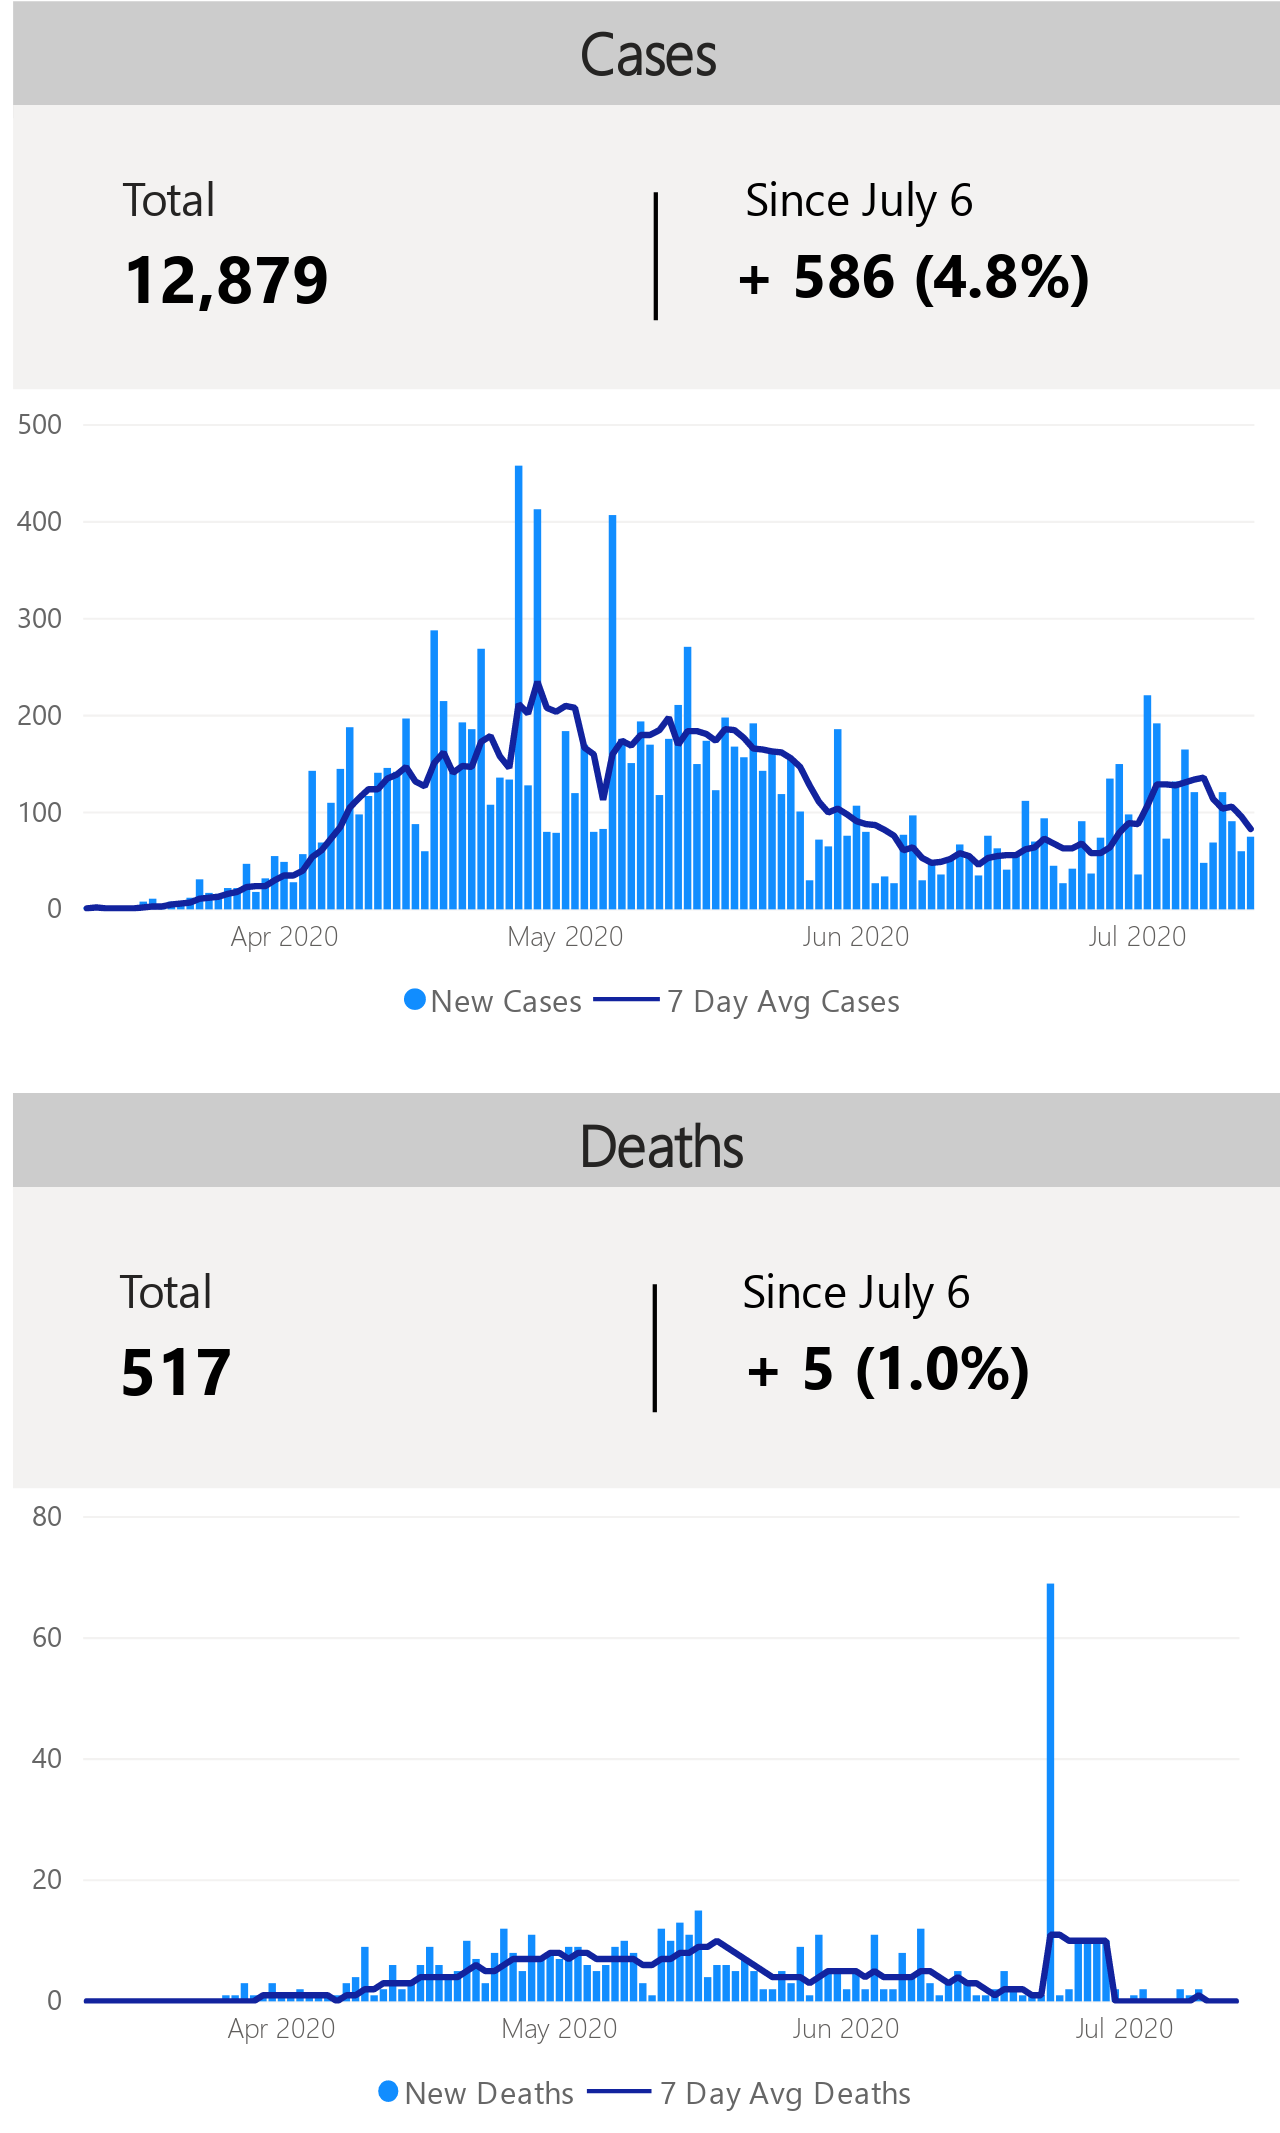 Cases
Total
Since July 6
12,879
+ 586 (4.8%)
500
400
300
200
100
0
Apr 2020
May 2020
Jun 2020
Jul 2020
New Cases
7 Day Avg Cases
Deaths
Total
Since July 6
517
+ 5 (1.0%)
80
60
40
20
0
Apr 2020
May 2020
Jun 2020
Jul 2020
New Deaths
7 Day Avg Deaths